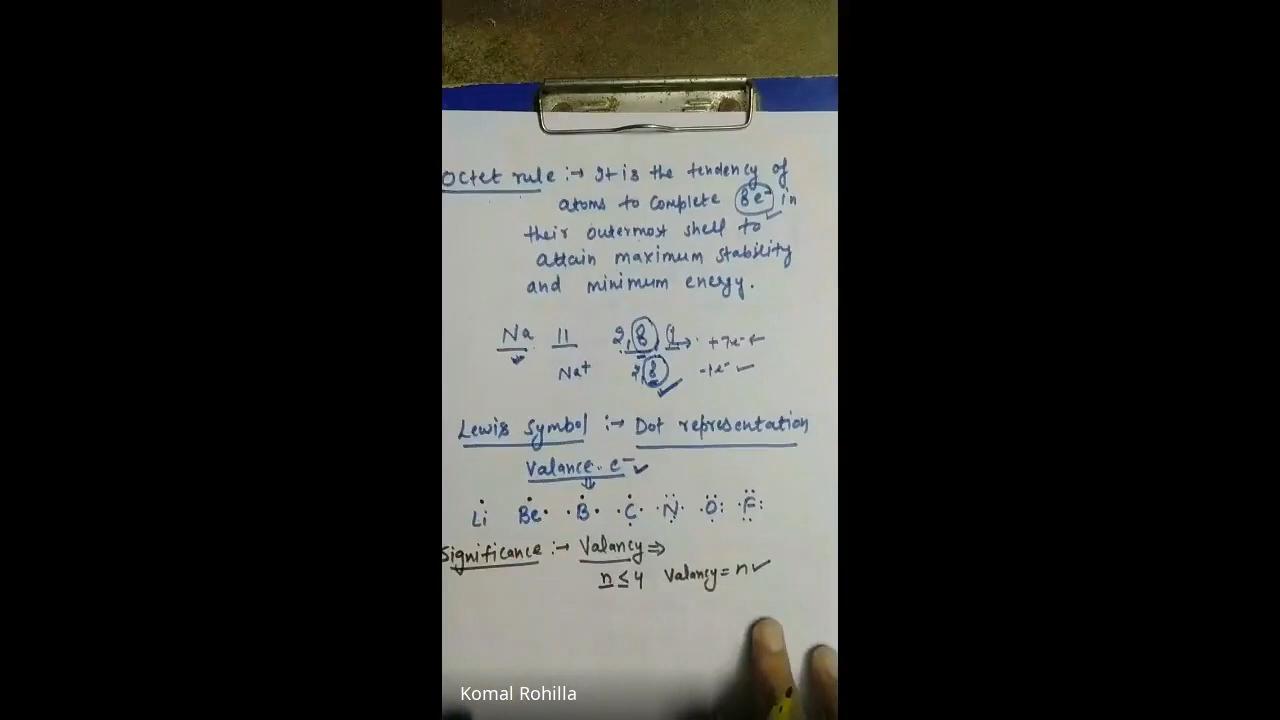 Octet rule :→ It is the tendency of
atoms to complete 8e⁻ in
their outermost shell to
attain maximum stability
and minimum energy.
Na 11 2,8,1 → +7e⁻ ←
Na⁺ 2,8 -1e⁻ ✓
Lewis Symbol :→ Dot representation
Valance e⁻ ✓
Li Be B C N O F
Significance :→ Valancy ⇒
n ≤ 4 Valancy = n ✓
Komal Rohilla